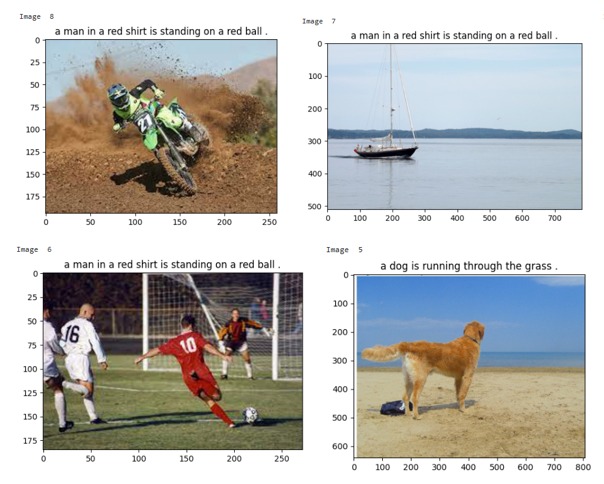 Image 8
a man in a red shirt is standing on a red ball .
0
25
50
75
100
125
150
175
0 50 100 150 200 250
21
Image 7
a man in a red shirt is standing on a red ball .
0
100
200
300
400
500
0 100 200 300 400 500 600 700
Image 6
a man in a red shirt is standing on a red ball .
0
25
50
75
100
125
150
175
0 50 100 150 200 250
16
10
Image 5
a dog is running through the grass .
0
100
200
300
400
500
600
0 100 200 300 400 500 600 700 800